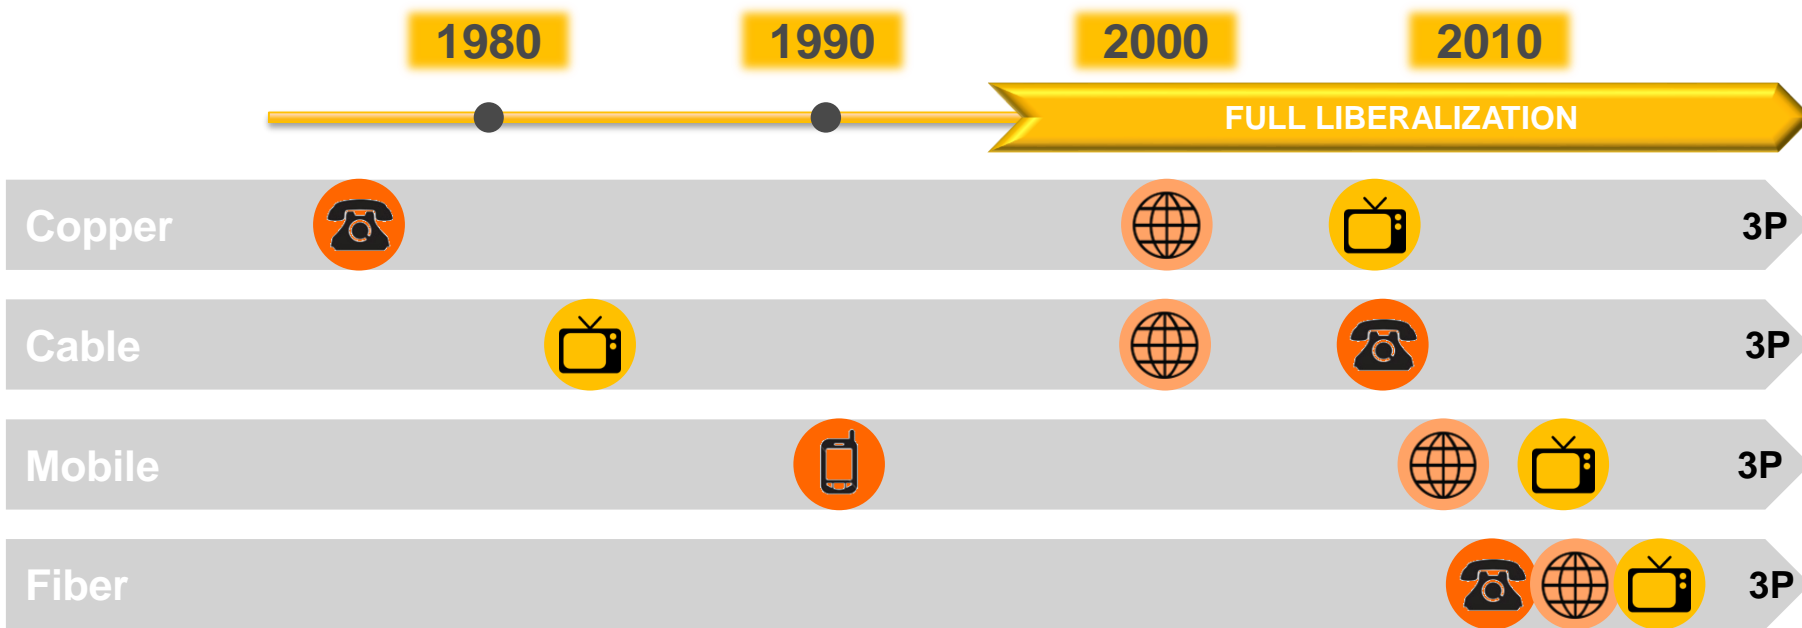 1980 1990 2000 2010
FULL LIBERALIZATION
Copper 3P
Cable 3P
Mobile 3P
Fiber 3P